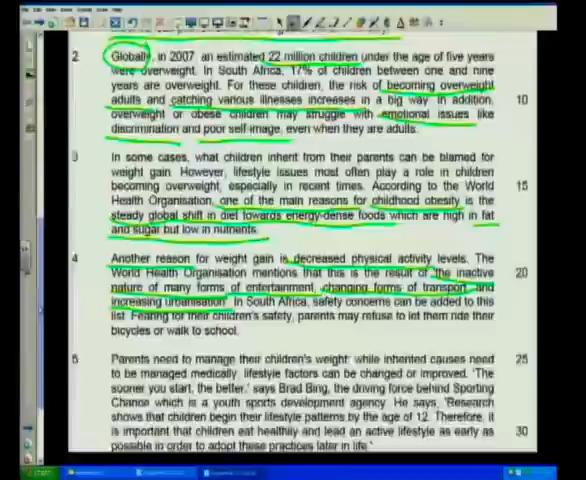 2 Globally, in 2007 an estimated 22 million children under the age of five years
were overweight. In South Africa, 17% of children between one and nine
years are overweight. For these children, the risk of becoming overweight
adults and catching various illnesses increases in a big way. In addition, 10
overweight or obese children may struggle with emotional issues like
discrimination and poor self-image, even when they are adults.
3 In some cases, what children inherit from their parents can be blamed for
weight gain. However, lifestyle issues most often play a role in children
becoming overweight, especially in recent times. According to the World 15
Health Organisation, one of the main reasons for childhood obesity is the
steady global shift in diet towards energy-dense foods which are high in fat
and sugar but low in nutrients.
4 Another reason for weight gain is decreased physical activity levels. The
World Health Organisation mentions that this is the result of 'the inactive 20
nature of many forms of entertainment, changing forms of transport, and
increasing urbanisation'. In South Africa, safety concerns can be added to this
list. Fearing for their children's safety, parents may refuse to let them ride their
bicycles or walk to school.
5 Parents need to manage their children's weight: while inherited causes need 25
to be managed medically, lifestyle factors can be changed or improved. 'The
sooner you start, the better,' says Brad Bing, the driving force behind Sporting
Chance which is a youth sports development agency. He says, 'Research
shows that children begin their lifestyle patterns by the age of 12. Therefore, it
is important that children eat healthily and lead an active lifestyle as early as 30
possible in order to adopt these practices later in life.'